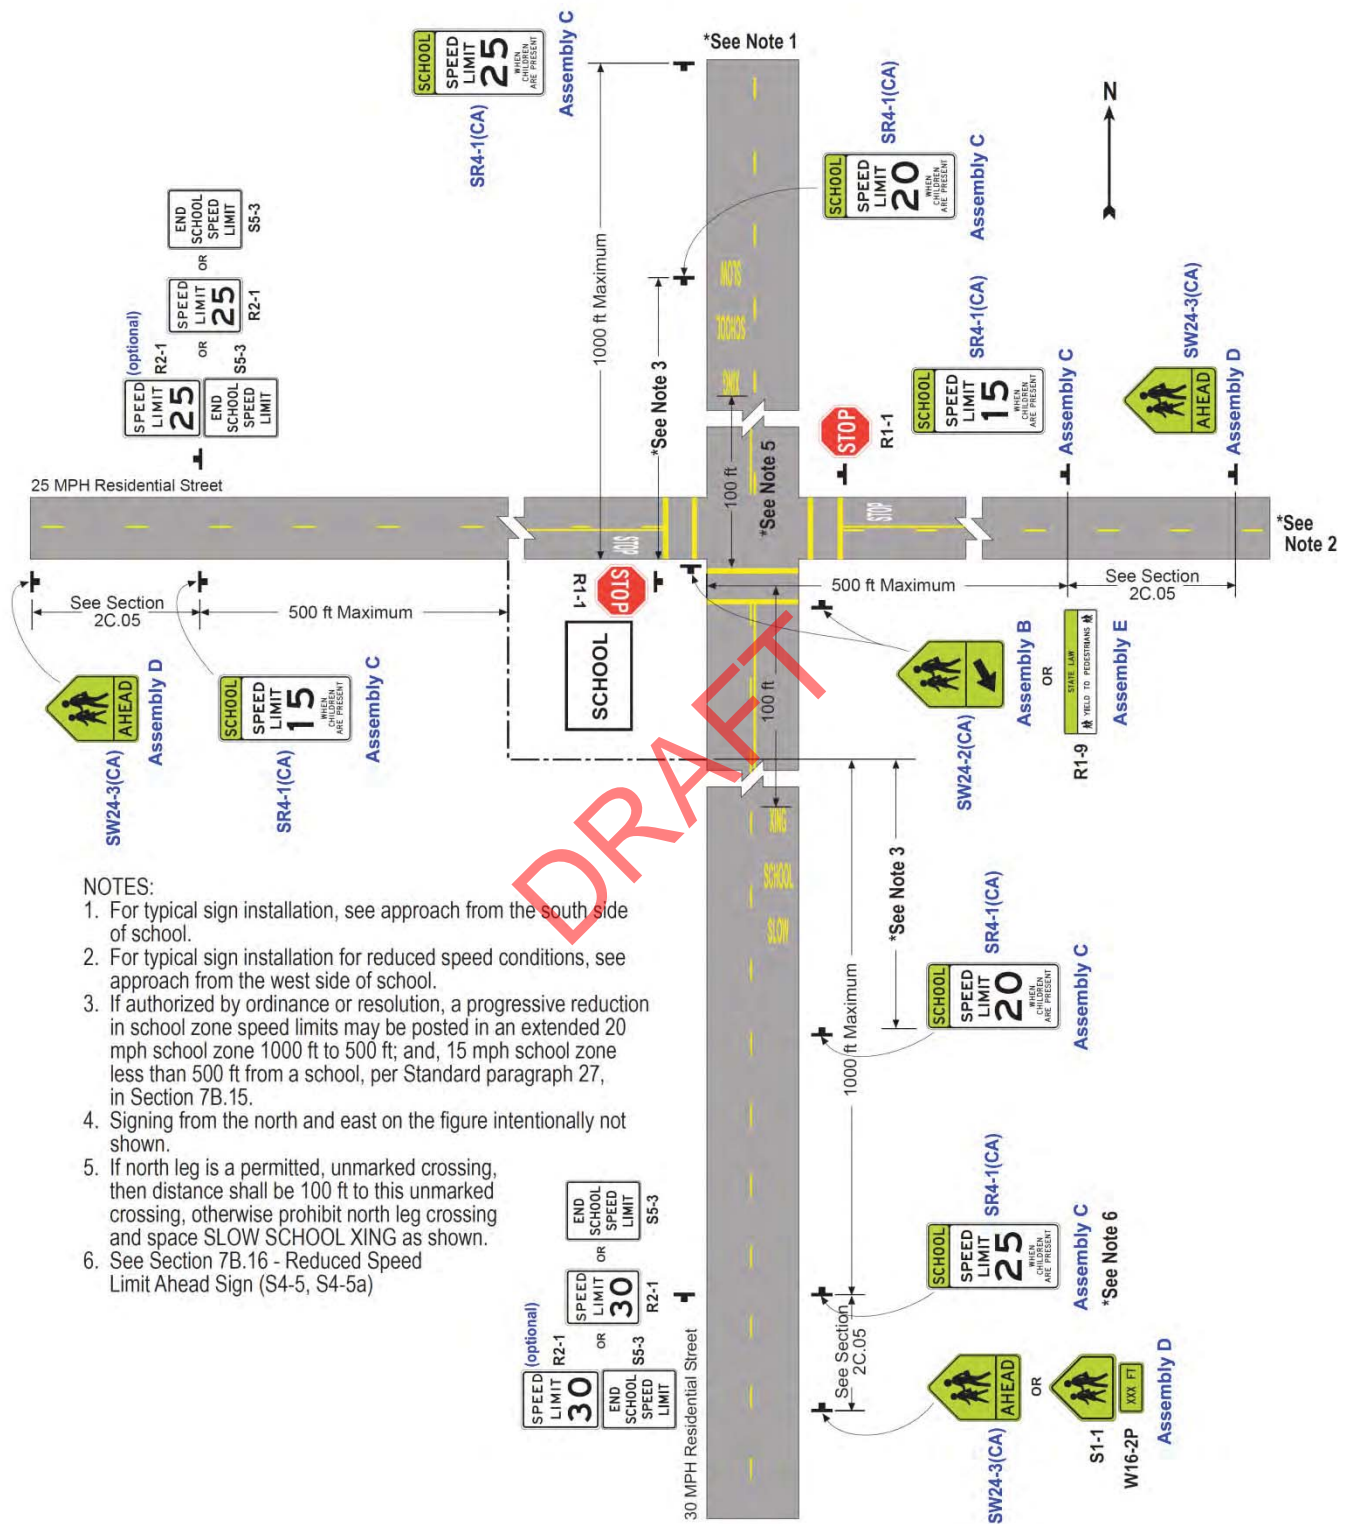 *See Note 1
SCHOOL
SPEED
LIMIT
25
WHEN
CHILDREN
ARE PRESENT
SR4-1(CA)
Assembly C
1000 ft Maximum
N
SCHOOL
SPEED
LIMIT
20
WHEN
CHILDREN
ARE PRESENT
SR4-1(CA)
Assembly C
(optional)
SPEED
LIMIT
25
R2-1
END
SCHOOL
SPEED
LIMIT
S5-3
OR
SPEED
LIMIT
25
R2-1
OR
END
SCHOOL
SPEED
LIMIT
S5-3
SLOW
SCHOOL
XING
*See Note 3
100 ft
*See Note 5
STOP
R1-1
SCHOOL
SPEED
LIMIT
15
WHEN
CHILDREN
ARE PRESENT
SR4-1(CA)
Assembly C
AHEAD
SW24-3(CA)
Assembly D
25 MPH Residential Street
STOP
STOP
*See
Note 2
See Section
2C.05
500 ft Maximum
R1-1
STOP
500 ft Maximum
See Section
2C.05
AHEAD
SW24-3(CA)
Assembly D
SCHOOL
SPEED
LIMIT
15
WHEN
CHILDREN
ARE PRESENT
SR4-1(CA)
Assembly C
SCHOOL
100 ft
SW24-2(CA)
Assembly B
OR
STATE LAW
YIELD TO PEDESTRIANS
R1-9
Assembly E
DRAFT
XING
SCHOOL
SLOW
*See Note 3
1000 ft Maximum
SCHOOL
SPEED
LIMIT
20
WHEN
CHILDREN
ARE PRESENT
SR4-1(CA)
Assembly C
NOTES:
1. For typical sign installation, see approach from the south side
of school.
2. For typical sign installation for reduced speed conditions, see
approach from the west side of school.
3. If authorized by ordinance or resolution, a progressive reduction
in school zone speed limits may be posted in an extended 20
mph school zone 1000 ft to 500 ft; and, 15 mph school zone
less than 500 ft from a school, per Standard paragraph 27,
in Section 7B.15.
4. Signing from the north and east on the figure intentionally not
shown.
5. If north leg is a permitted, unmarked crossing,
then distance shall be 100 ft to this unmarked
crossing, otherwise prohibit north leg crossing
and space SLOW SCHOOL XING as shown.
6. See Section 7B.16 - Reduced Speed
Limit Ahead Sign (S4-5, S4-5a)
SCHOOL
SPEED
LIMIT
25
WHEN
CHILDREN
ARE PRESENT
SR4-1(CA)
Assembly C
*See Note 6
(optional)
SPEED
LIMIT
30
R2-1
END
SCHOOL
SPEED
LIMIT
S5-3
OR
SPEED
LIMIT
30
R2-1
OR
END
SCHOOL
SPEED
LIMIT
S5-3
30 MPH Residential Street
See Section
2C.05
AHEAD
SW24-3(CA)
OR
S1-1
XXX FT
W16-2P
Assembly D